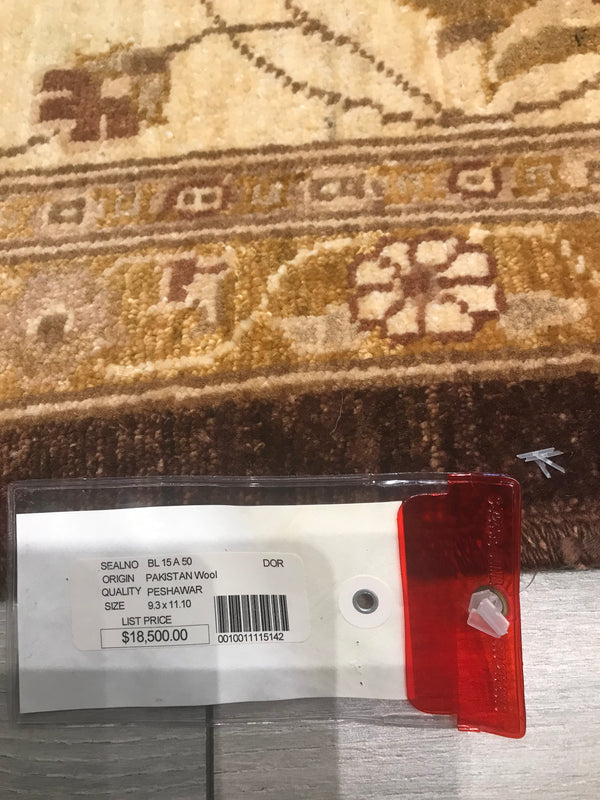 SEALNO BL 15 A 50 DOR
ORIGIN PAKISTAN Wool
QUALITY PESHAWAR
SIZE 9.3 x 11.10
LIST PRICE
$18,500.00
0010011115142